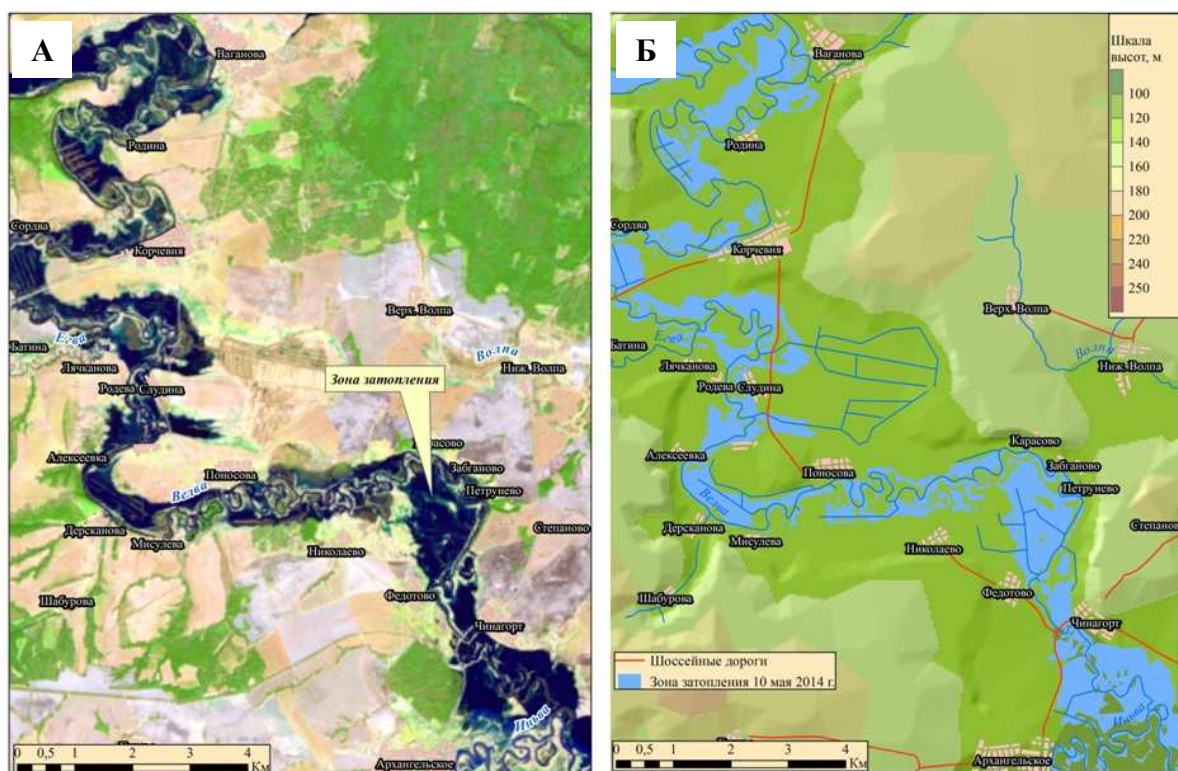 А
Ваганова
Родина
Сордва
Корчевня
Верх. Волпа
Волпа
Ниж. Волпа
Батина
Лячканова
Родева Слудина
Зона затопления
Алексеевка
Поносова
Велва
Забганово
Петрунево
Дерсканова
Мисулева
Николаево
Степаново
Шабурова
Федотово
Чинагорт
Иньва
Архангельское
0 0,5 1 2 3 4
Км
Б
Шкала
высот, м
100
120
140
160
180
200
220
240
250
Ваганова
Родина
Сордва
Корчевня
Верх. Волпа
Волпа
Ниж. Волпа
Батина
Лячканова
Родева Слудина
Карасово
Алексеевка
Поносова
Забганово
Петрунево
Велва
Дерсканова
Мисулева
Николаево
Степаново
Шабурова
Федотово
Чинагорт
Шоссейные дороги
Зона затопления 10 мая 2014 г.
Иньва
Архангельское
0 0,5 1 2 3 4
Км